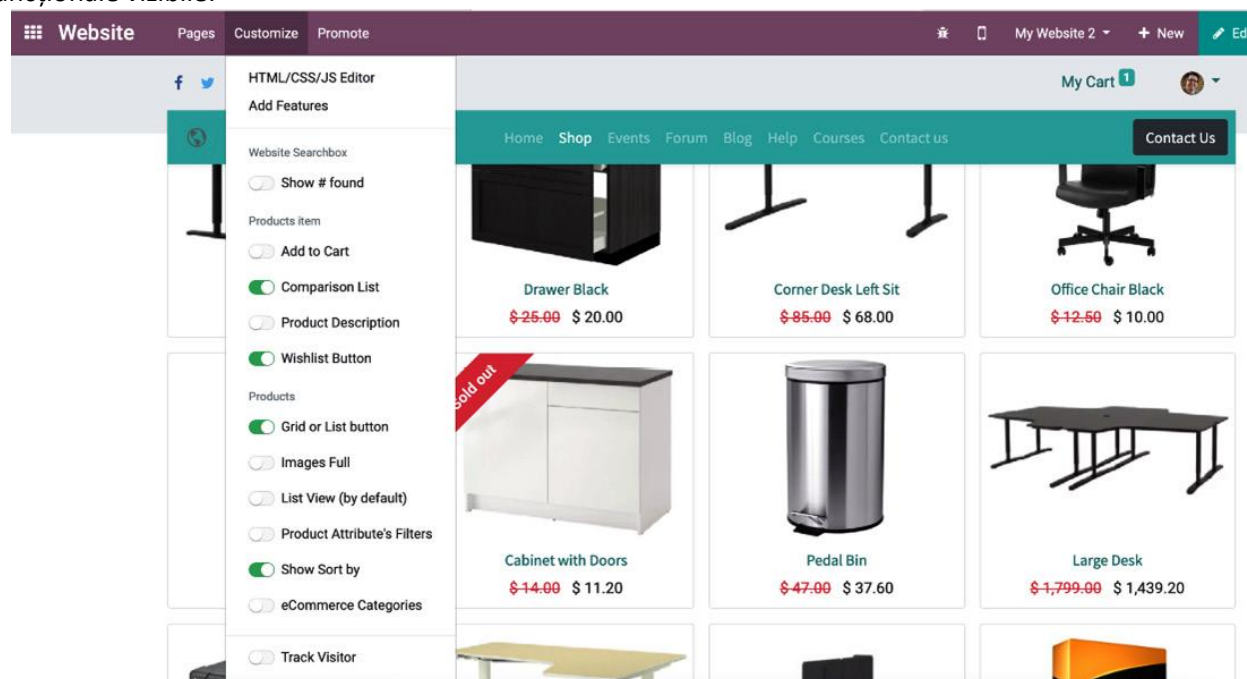 Website Pages Customize Promote My Website 2 + New Ed
f HTML/CSS/JS Editor My Cart 1
Add Features
Home Shop Events Forum Blog Help Courses Contact us Contact Us
Website Searchbox
Show # found
Products item
Add to Cart
Comparison List
Drawer Black Corner Desk Left Sit Office Chair Black
Product Description
$ 25.00 $ 20.00 $ 85.00 $ 68.00 $ 12.50 $ 10.00
Wishlist Button
Sold out
Products
Grid or List button
Images Full
List View (by default)
Product Attribute's Filters
Cabinet with Doors Pedal Bin Large Desk
Show Sort by
$ 14.00 $ 11.20 $ 47.00 $ 37.60 $ 1,799.00 $ 1,439.20
eCommerce Categories
Track Visitor